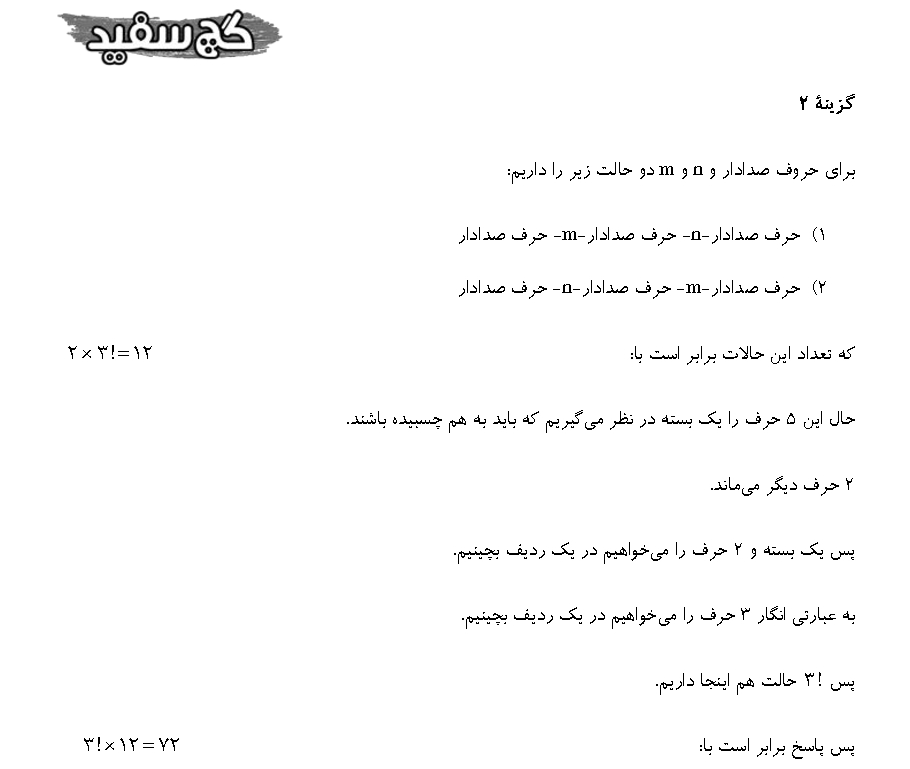 گچ سفید
گزینهٔ ۲
برای حروف صدادار و n و m دو حالت زیر را داریم:
۱) حرف صدادار-n- حرف صدادار-m- حرف صدادار
۲) حرف صدادار-m- حرف صدادار-n- حرف صدادار
که تعداد این حالات برابر است با: ۲ × ۳! = ۱۲
حال این ۵ حرف را یک بسته در نظر می‌گیریم که باید به هم چسبیده باشند.
۲ حرف دیگر می‌ماند.
پس یک بسته و ۲ حرف را می‌خواهیم در یک ردیف بچینیم.
به عبارتی انگار ۳ حرف را می‌خواهیم در یک ردیف بچینیم.
پس ۳! حالت هم اینجا داریم.
پس پاسخ برابر است با: ۳! × ۱۲ = ۷۲